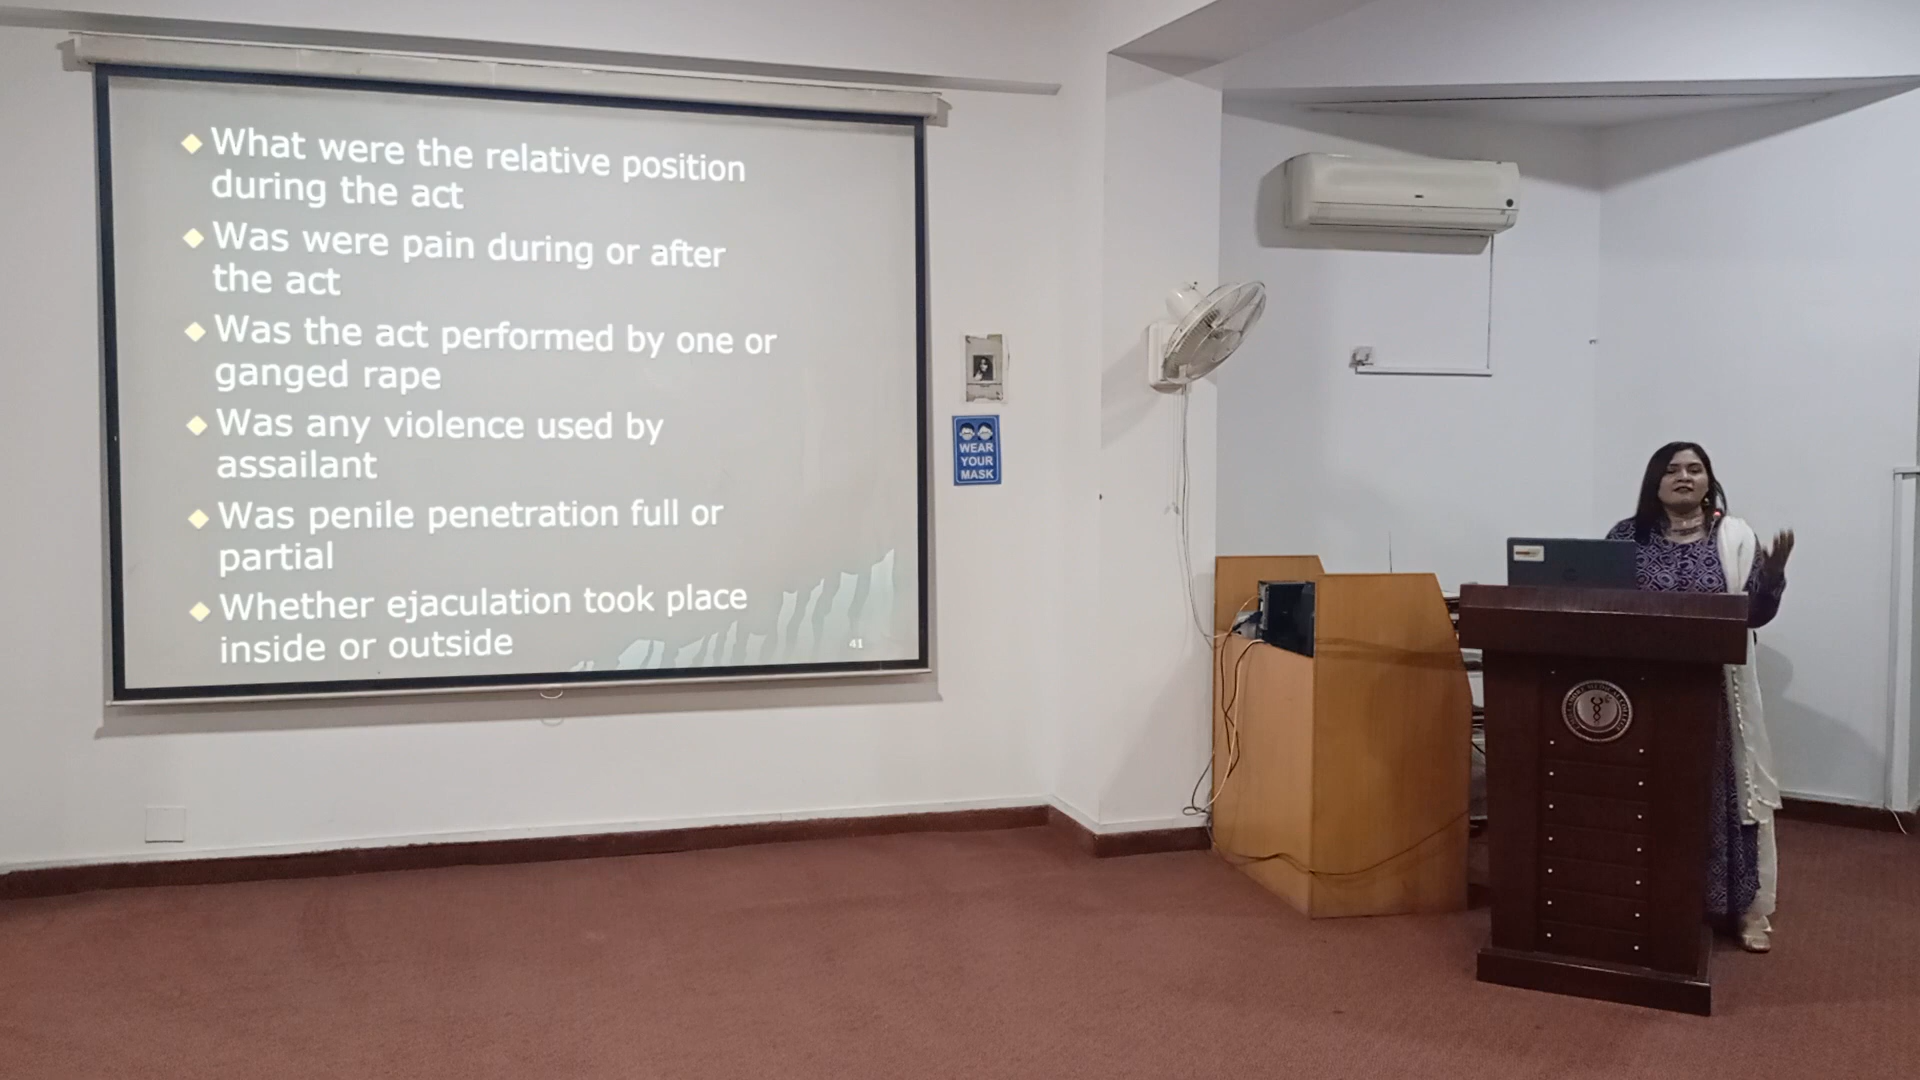 What were the relative position
during the act
Was were pain during or after
the act
Was the act performed by one or
ganged rape
Was any violence used by
assailant
Was penile penetration full or
partial
Whether ejaculation took place
inside or outside
41
WEAR
YOUR
MASK
MEDICAL COLLEGE